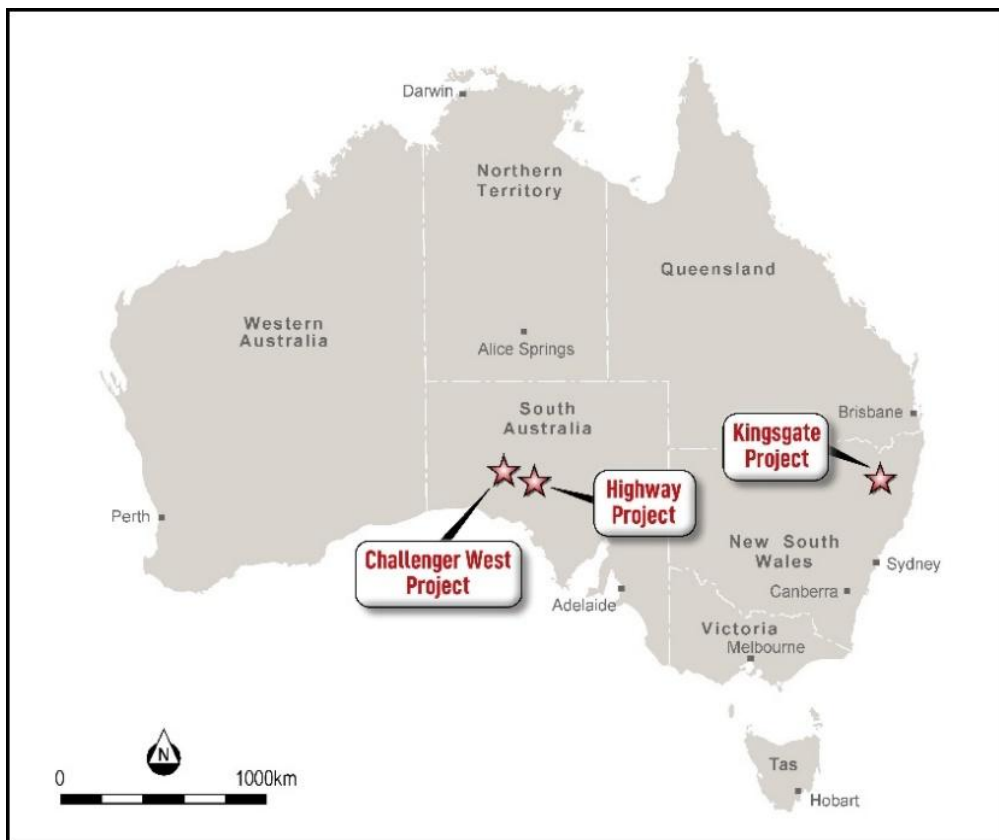 Darwin
Northern
Territory
Queensland
Western
Australia
Alice Springs
South
Australia
Brisbane
Kingsgate
Project
Highway
Project
Perth
Challenger West
Project
New South
Wales
Sydney
Canberra
Adelaide
Victoria
Melbourne
N
0 1000km
Tas
Hobart